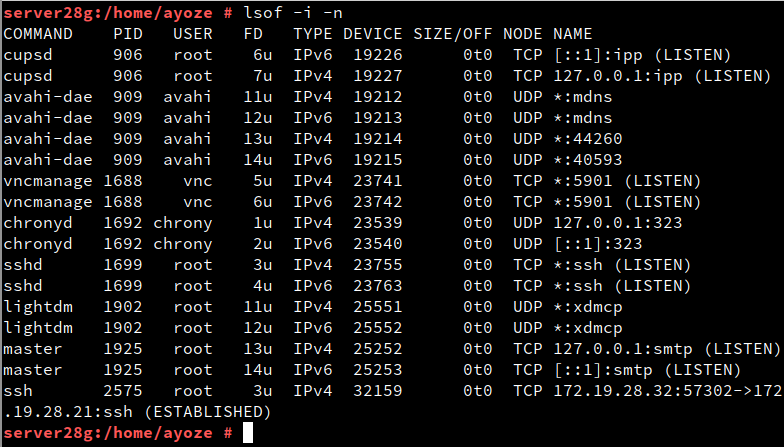 server28g:/home/ayoze # lsof -i -n
COMMAND    PID   USER   FD   TYPE DEVICE SIZE/OFF NODE NAME
cupsd      906   root    6u  IPv6  19226      0t0  TCP [::1]:ipp (LISTEN)
cupsd      906   root    7u  IPv4  19227      0t0  TCP 127.0.0.1:ipp (LISTEN)
avahi-dae  909  avahi   11u  IPv4  19212      0t0  UDP *:mdns
avahi-dae  909  avahi   12u  IPv6  19213      0t0  UDP *:mdns
avahi-dae  909  avahi   13u  IPv4  19214      0t0  UDP *:44260
avahi-dae  909  avahi   14u  IPv6  19215      0t0  UDP *:40593
vncmanage 1688    vnc    5u  IPv4  23741      0t0  TCP *:5901 (LISTEN)
vncmanage 1688    vnc    6u  IPv6  23742      0t0  TCP *:5901 (LISTEN)
chronyd   1692 chrony    1u  IPv4  23539      0t0  UDP 127.0.0.1:323
chronyd   1692 chrony    2u  IPv6  23540      0t0  UDP [::1]:323
sshd      1699   root    3u  IPv4  23755      0t0  TCP *:ssh (LISTEN)
sshd      1699   root    4u  IPv6  23763      0t0  TCP *:ssh (LISTEN)
lightdm   1902   root   11u  IPv4  25551      0t0  UDP *:xdmcp
lightdm   1902   root   12u  IPv6  25552      0t0  UDP *:xdmcp
master    1925   root   13u  IPv4  25252      0t0  TCP 127.0.0.1:smtp (LISTEN)
master    1925   root   14u  IPv6  25253      0t0  TCP [::1]:smtp (LISTEN)
ssh       2575   root    3u  IPv4  32159      0t0  TCP 172.19.28.32:57302->172
.19.28.21:ssh (ESTABLISHED)
server28g:/home/ayoze #